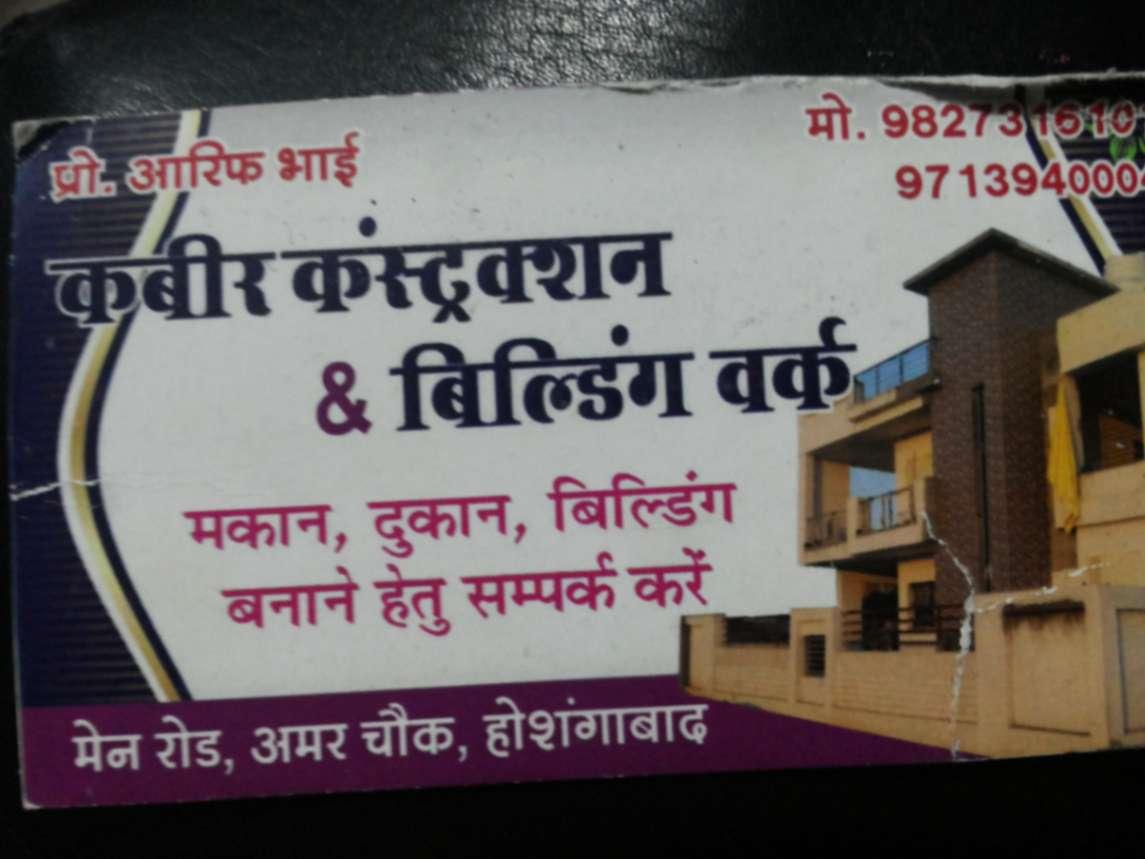 प्रो. आरिफ भाई
मो. 982731610
971394000
कबीर कंस्ट्रक्शन
& बिल्डिंग वर्क
मकान, दुकान, बिल्डिंग
बनाने हेतु सम्पर्क करें
मेन रोड, अमर चौक, होशंगाबाद